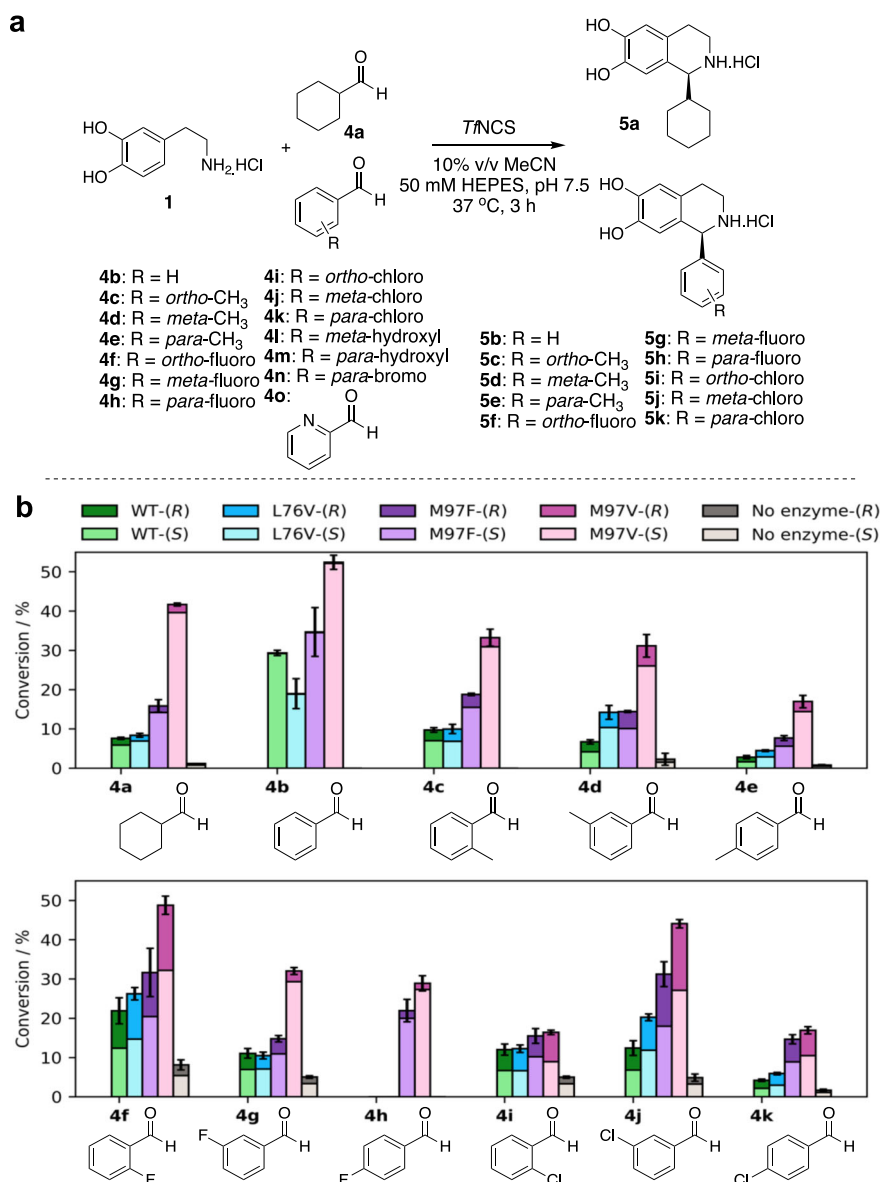 a
HO
HO
NH2.HCl
1
+
O
H
4a
O
H
R
TfNCS
10% v/v MeCN
50 mM HEPES, pH 7.5
37 °C, 3 h
HO
HO
NH.HCl
5a
HO
HO
NH.HCl
R
4b: R = H
4c: R = ortho-CH3
4d: R = meta-CH3
4e: R = para-CH3
4f: R = ortho-fluoro
4g: R = meta-fluoro
4h: R = para-fluoro
4i: R = ortho-chloro
4j: R = meta-chloro
4k: R = para-chloro
4l: R = meta-hydroxyl
4m: R = para-hydroxyl
4n: R = para-bromo
4o:
N
O
H
5b: R = H
5c: R = ortho-CH3
5d: R = meta-CH3
5e: R = para-CH3
5f: R = ortho-fluoro
5g: R = meta-fluoro
5h: R = para-fluoro
5i: R = ortho-chloro
5j: R = meta-chloro
5k: R = para-chloro
b
WT-(R) L76V-(R) M97F-(R) M97V-(R) No enzyme-(R)
WT-(S) L76V-(S) M97F-(S) M97V-(S) No enzyme-(S)
Conversion / %
50
40
30
20
10
0
4a 4b 4c 4d 4e
O O O O O
H H H H H
Conversion / %
50
40
30
20
10
0
4f 4g 4h 4i 4j 4k
O O O O O O
H H H H H H
F F F Cl Cl Cl